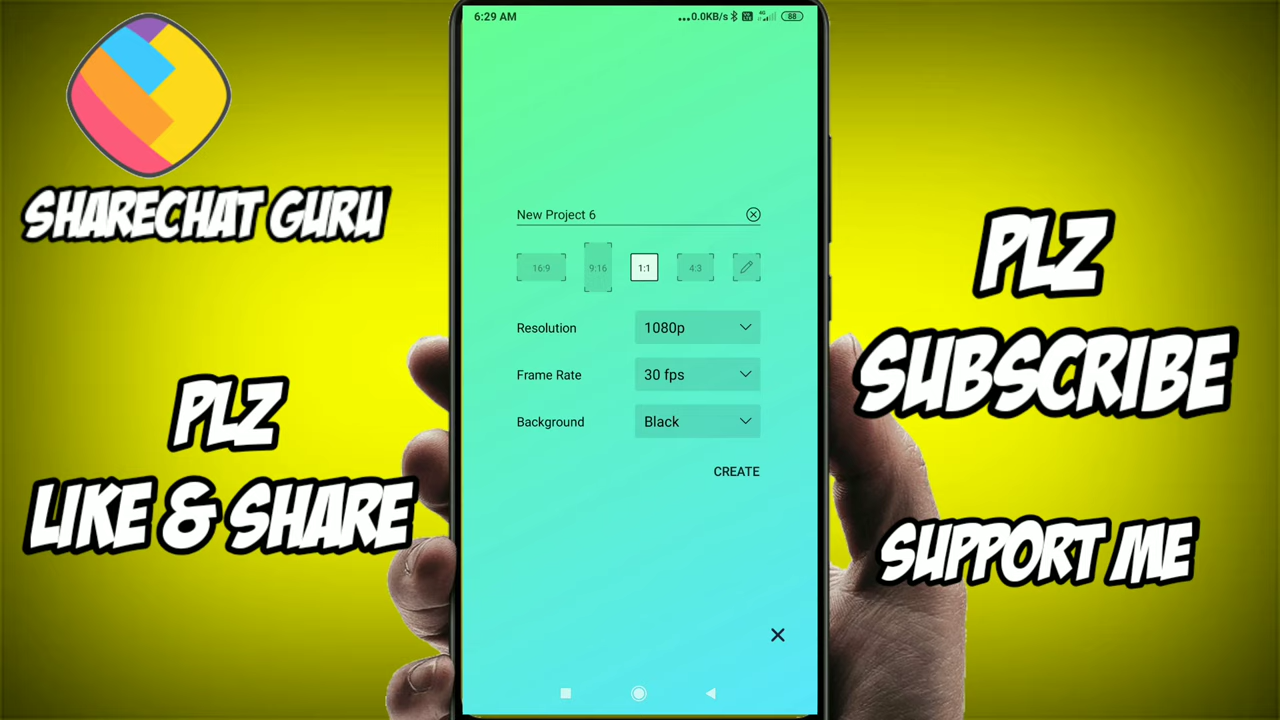 6:29 AM
...0.0KB/s 4G 88
SHARECHAT GURU
PLZ
LIKE & SHARE
New Project 6
16:9 9:16 1:1 4:3
Resolution 1080p
Frame Rate 30 fps
Background Black
CREATE
PLZ
SUBSCRIBE
SUPPORT ME